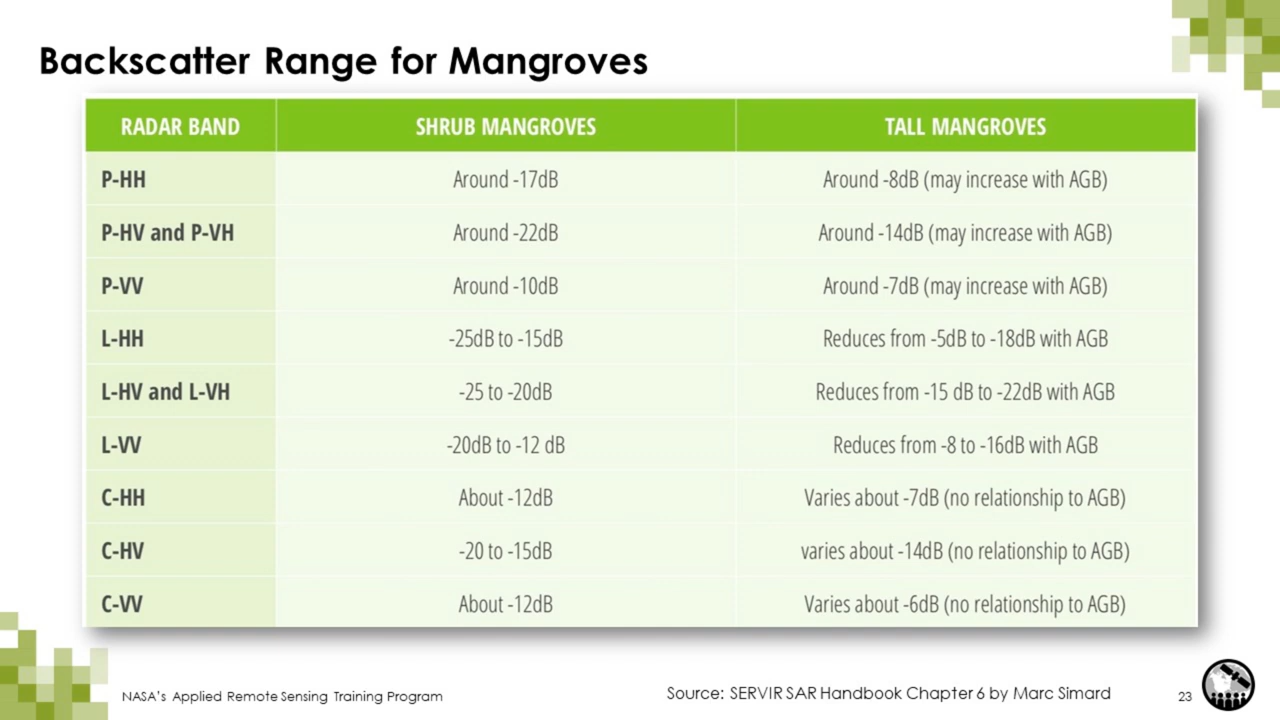 Backscatter Range for Mangroves
RADAR BAND SHRUB MANGROVES TALL MANGROVES
P-HH Around -17dB Around -8dB (may increase with AGB)
P-HV and P-VH Around -22dB Around -14dB (may increase with AGB)
P-VV Around -10dB Around -7dB (may increase with AGB)
L-HH -25dB to -15dB Reduces from -5dB to -18dB with AGB
L-HV and L-VH -25 to -20dB Reduces from -15 dB to -22dB with AGB
L-VV -20dB to -12 dB Reduces from -8 to -16dB with AGB
C-HH About -12dB Varies about -7dB (no relationship to AGB)
C-HV -20 to -15dB varies about -14dB (no relationship to AGB)
C-VV About -12dB Varies about -6dB (no relationship to AGB)
NASA's Applied Remote Sensing Training Program Source: SERVIR SAR Handbook Chapter 6 by Marc Simard 23